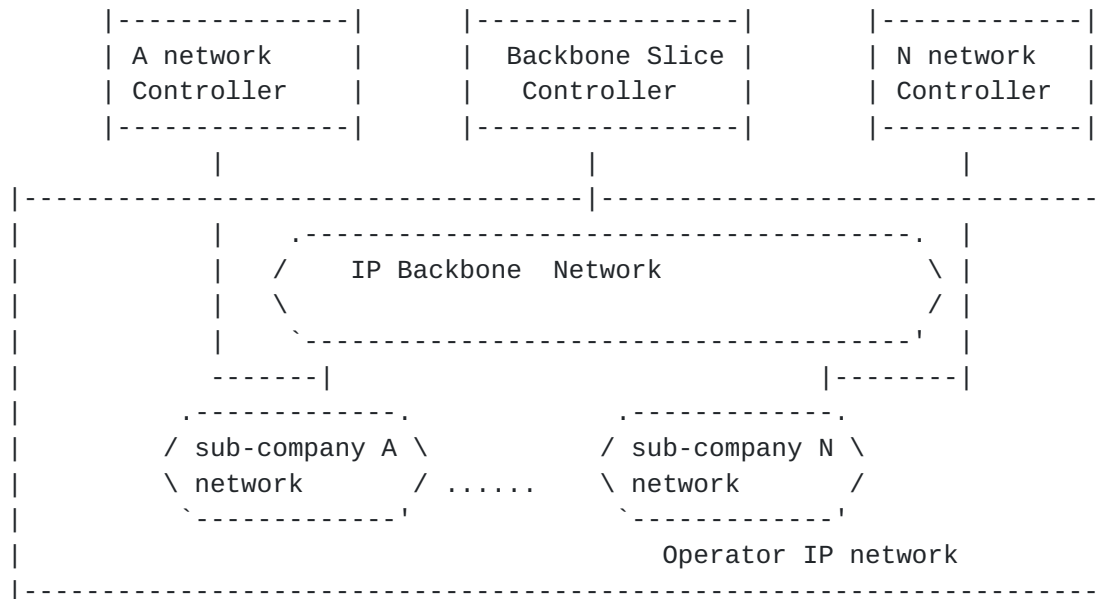 A network Backbone Slice N network
Controller Controller Controller
IP Backbone  Network
sub-company A sub-company N
network ...... network
Operator IP network